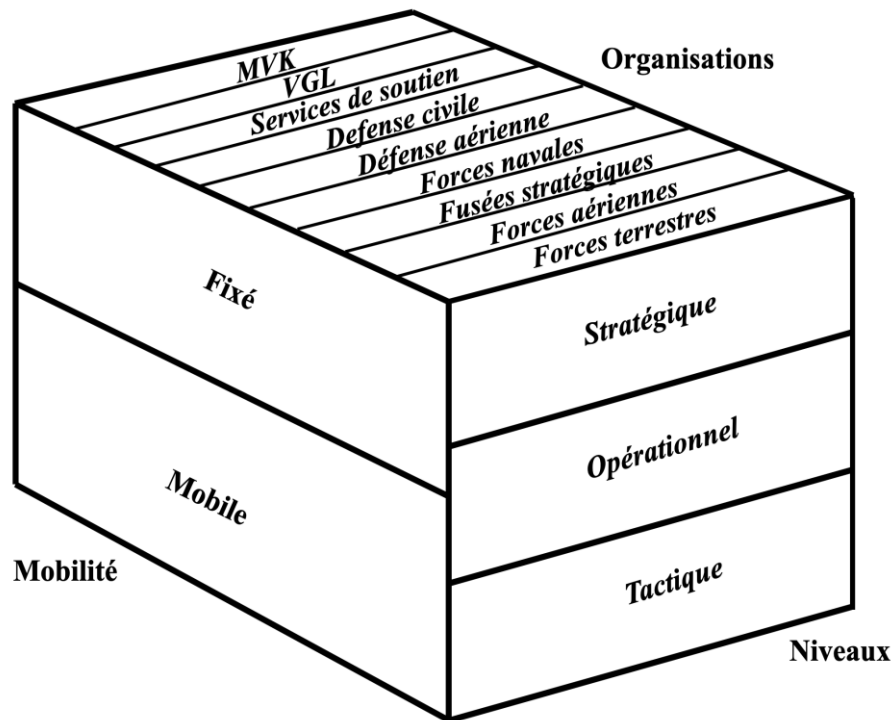 MVK
VGL
Services de soutien
Defense civile
Défense aérienne
Forces navales
Fusées stratégiques
Forces aériennes
Forces terrestres
Organisations
Fixé
Mobile
Mobilité
Stratégique
Opérationnel
Tactique
Niveaux